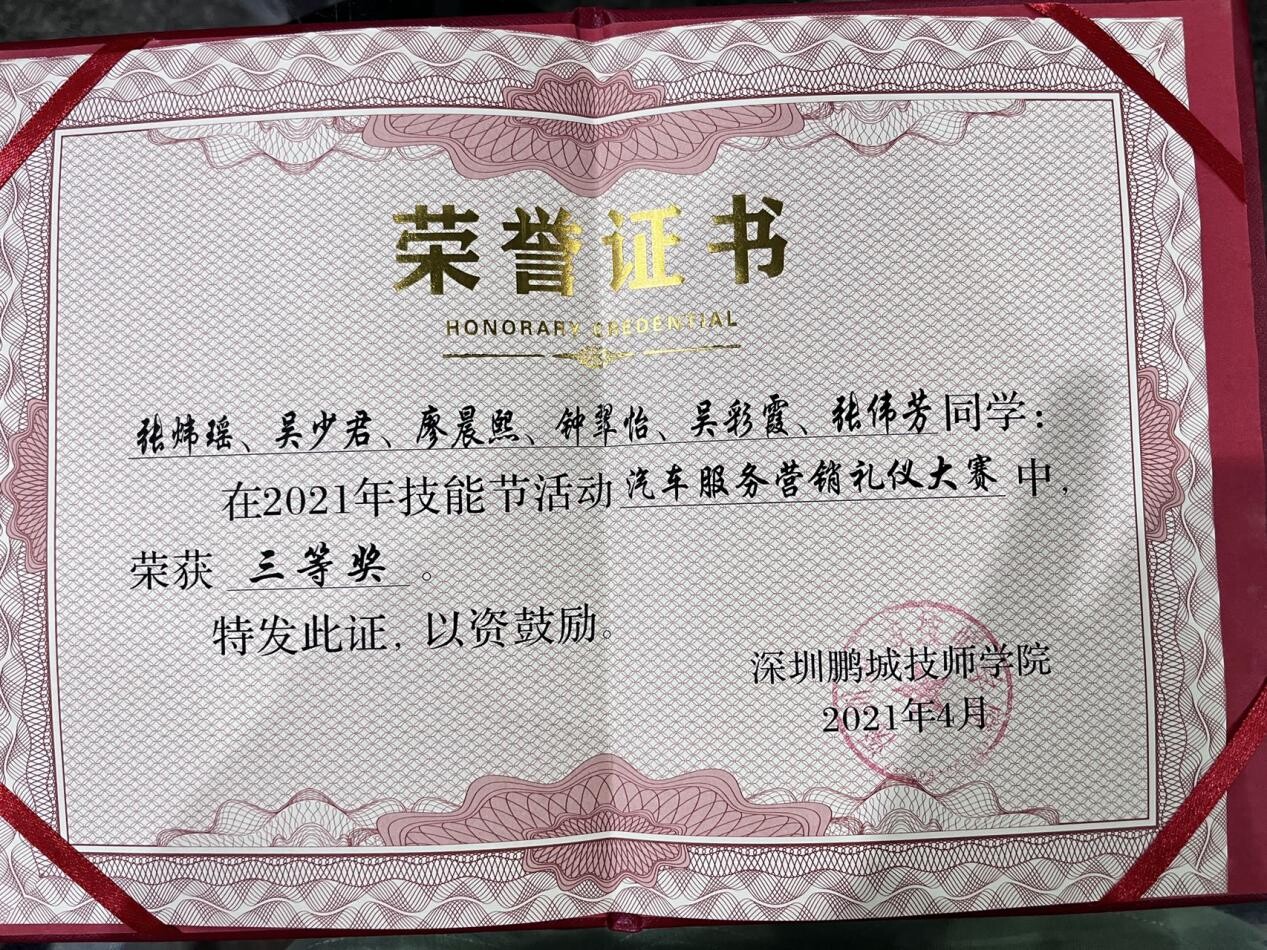 荣誉证书
HONORARY CREDENTIAL
张炜瑶、吴少君、廖晨熙、钟翠怡、吴彩霞、张伟芳同学：
在2021年技能节活动汽车服务营销礼仪大赛中，
荣获 三等奖 。
特发此证，以资鼓励。
深圳鹏城技师学院
2021年4月